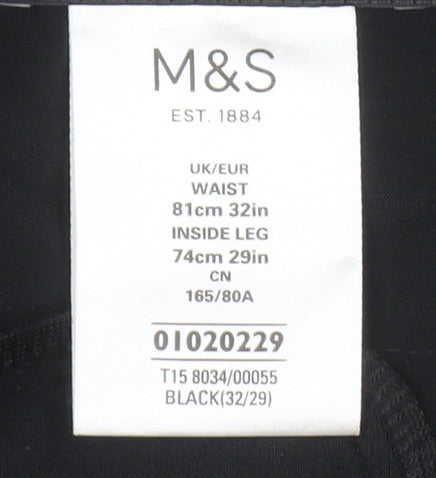 M&S
EST. 1884
UK/EUR
WAIST
81cm 32in
INSIDE LEG
74cm 29in
CN
165/80A
01020229
T15 8034/00055
BLACK(32/29)